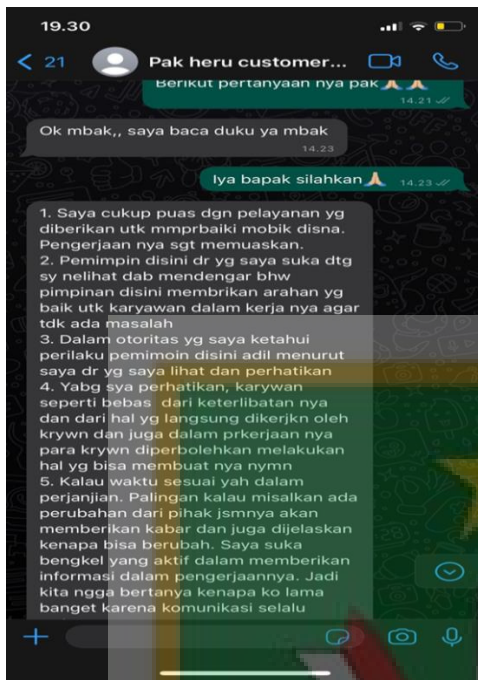 19.30
21 Pak heru customer...
Berikut pertanyaan nya pak🙏🏼🙏🏼
14.21
Ok mbak,, saya baca duku ya mbak
14.23
Iya bapak silahkan🙏🏼 14.23
1. Saya cukup puas dgn pelayanan yg
diberikan utk mmprbaiki mobik disna.
Pengerjaan nya sgt memuaskan.
2. Pemimpin disini dr yg saya suka dtg
sy nelihat dab mendengar bhw
pimpinan disini membrikan arahan yg
baik utk karyawan dalam kerja nya agar
tdk ada masalah
3. Dalam otoritas yg saya ketahui
perilaku pemimoin disini adil menurut
saya dr yg saya lihat dan perhatikan
4. Yabg sya perhatikan, karywan
seperti bebas dari keterlibatan nya
dan dari hal yg langsung dikerjkn oleh
krywn dan juga dalam prkerjaan nya
para krywn diperbolehkan melakukan
hal yg bisa membuat nya nymn
5. Kalau waktu sesuai yah dalam
perjanjian. Palingan kalau misalkan ada
perubahan dari pihak jsmnya akan
memberikan kabar dan juga dijelaskan
kenapa bisa berubah. Saya suka
bengkel yang aktif dalam memberikan
informasi dalam pengerjaannya. Jadi
kita ngga bertanya kenapa ko lama
banget karena komunikasi selalu